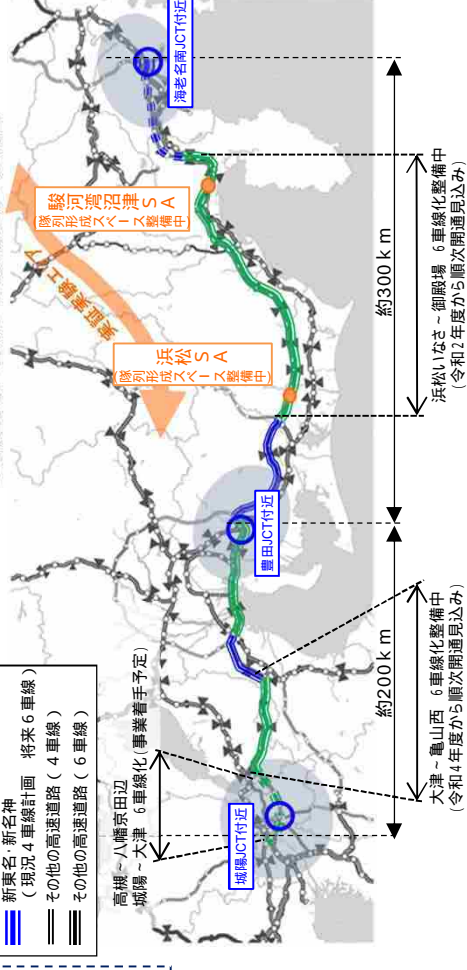 新東名・新名神
(現況４車線計画　将来６車線)
その他の高速道路(４車線)
その他の高速道路(６車線)
高槻～八幡京田辺
城陽～大津　6車線化(事業着手予定)
城陽JCT付近
豊田JCT付近
海老名南JCT付近
実証実験エリア
浜松ＳＡ
(隊列形成スペース整備中)
駿河湾沼津ＳＡ
(隊列形成スペース整備中)
約200ｋｍ
約300ｋｍ
大津～亀山西　６車線化整備中
(令和４年度から順次開通見込み)
浜松いなさ～御殿場　６車線化整備中
(令和２年度から順次開通見込み)